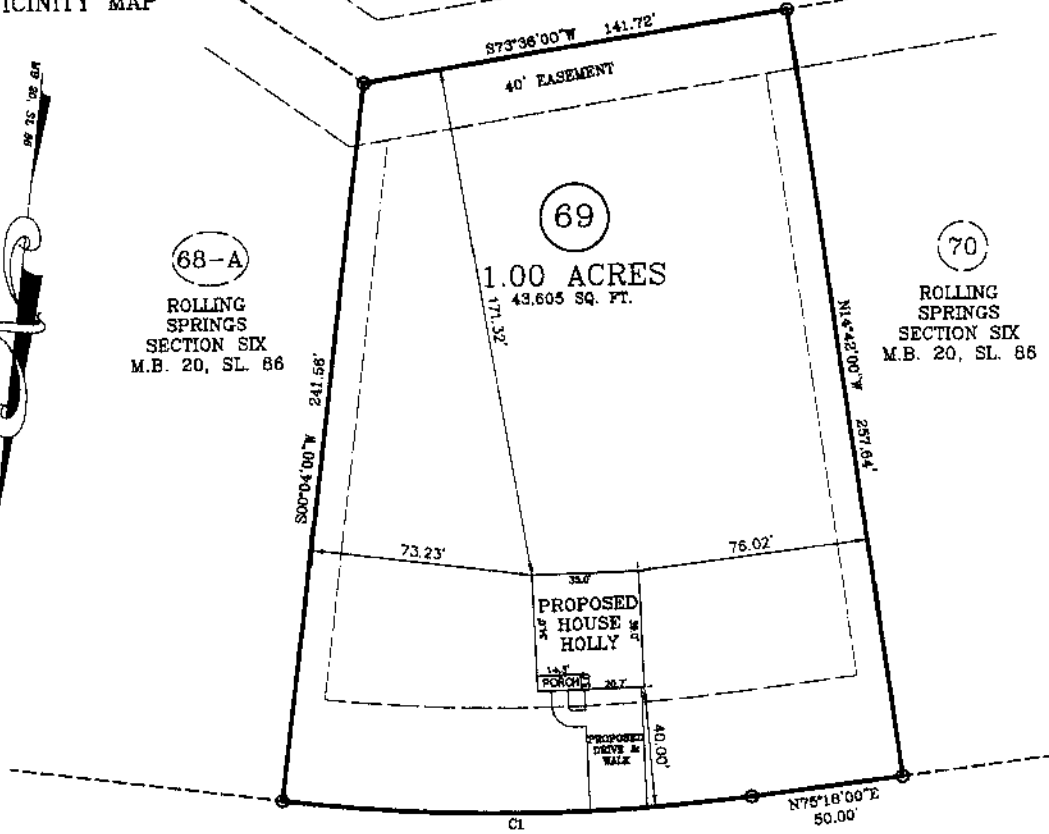 VICINITY MAP
S73°36'00"W 141.72'
40' EASEMENT
69
1.00 ACRES
43,605 SQ. FT.
171.32'
68-A
ROLLING
SPRINGS
SECTION SIX
M.B. 20, SL. 86
70
ROLLING
SPRINGS
SECTION SIX
M.B. 20, SL. 86
S00°04'00"W 241.56'
N14°42'00"W 257.64'
73.23'
76.02'
35.0'
PROPOSED
HOUSE
HOLLY
PORCH
20.7'
PROPOSED
DRIVE &
WALK
40.00'
C1
N75°18'00"E
50.00'